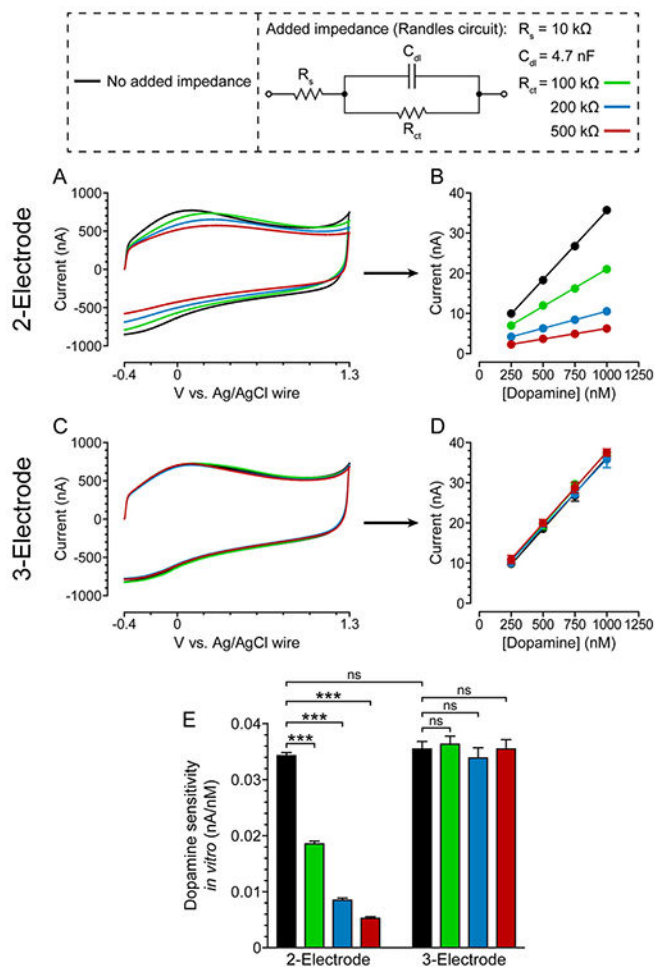 Added impedance (Randles circuit):
Rs = 10 kΩ
Cdl = 4.7 nF
Rct = 100 kΩ
200 kΩ
500 kΩ
No added impedance
Rs
Cdl
Rct
2-Electrode
A
1000
500
0
-500
-1000
Current (nA)
-0.4
0
1.3
V vs. Ag/AgCl wire
B
40
30
20
10
0
Current (nA)
0 250 500 750 1000 1250
[Dopamine] (nM)
3-Electrode
C
1000
500
0
-500
-1000
Current (nA)
-0.4
0
1.3
V vs. Ag/AgCl wire
D
40
30
20
10
0
Current (nA)
0 250 500 750 1000 1250
[Dopamine] (nM)
E
0.04
0.03
0.02
0.01
0
Dopamine sensitivity
in vitro (nA/nM)
ns
***
***
***
ns
ns
ns
2-Electrode
3-Electrode